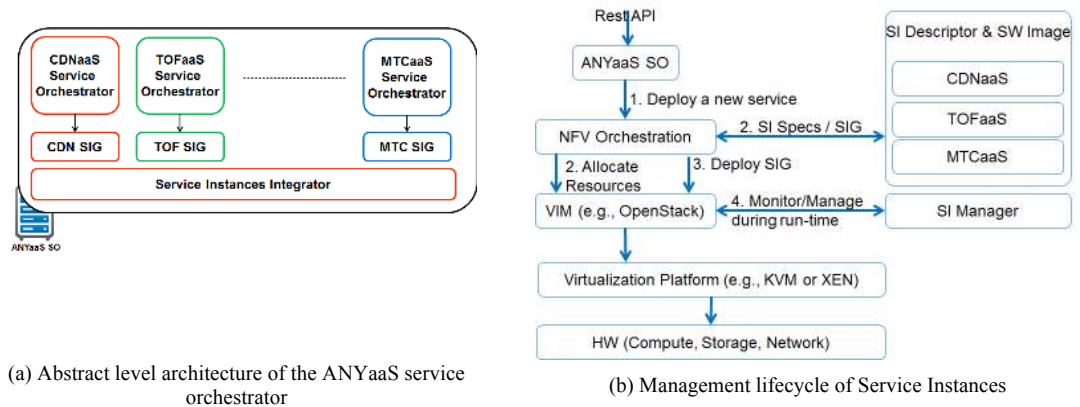 CDNaaS
Service
Orchestrator
TOFaaS
Service
Orchestrator
MTCaaS
Service
Orchestrator
CDN SIG
TOF SIG
MTC SIG
Service Instances Integrator
ANYaaS SO
(a) Abstract level architecture of the ANYaaS service
orchestrator
Rest API
ANYaaS SO
1. Deploy a new service
NFV Orchestration
2. SI Specs / SIG
2. Allocate
Resources
3. Deploy SIG
VIM (e.g., OpenStack)
4. Monitor/Manage
during run-time
SI Descriptor & SW Image
CDNaaS
TOFaaS
MTCaaS
SI Manager
Virtualization Platform (e.g., KVM or XEN)
HW (Compute, Storage, Network)
(b) Management lifecycle of Service Instances